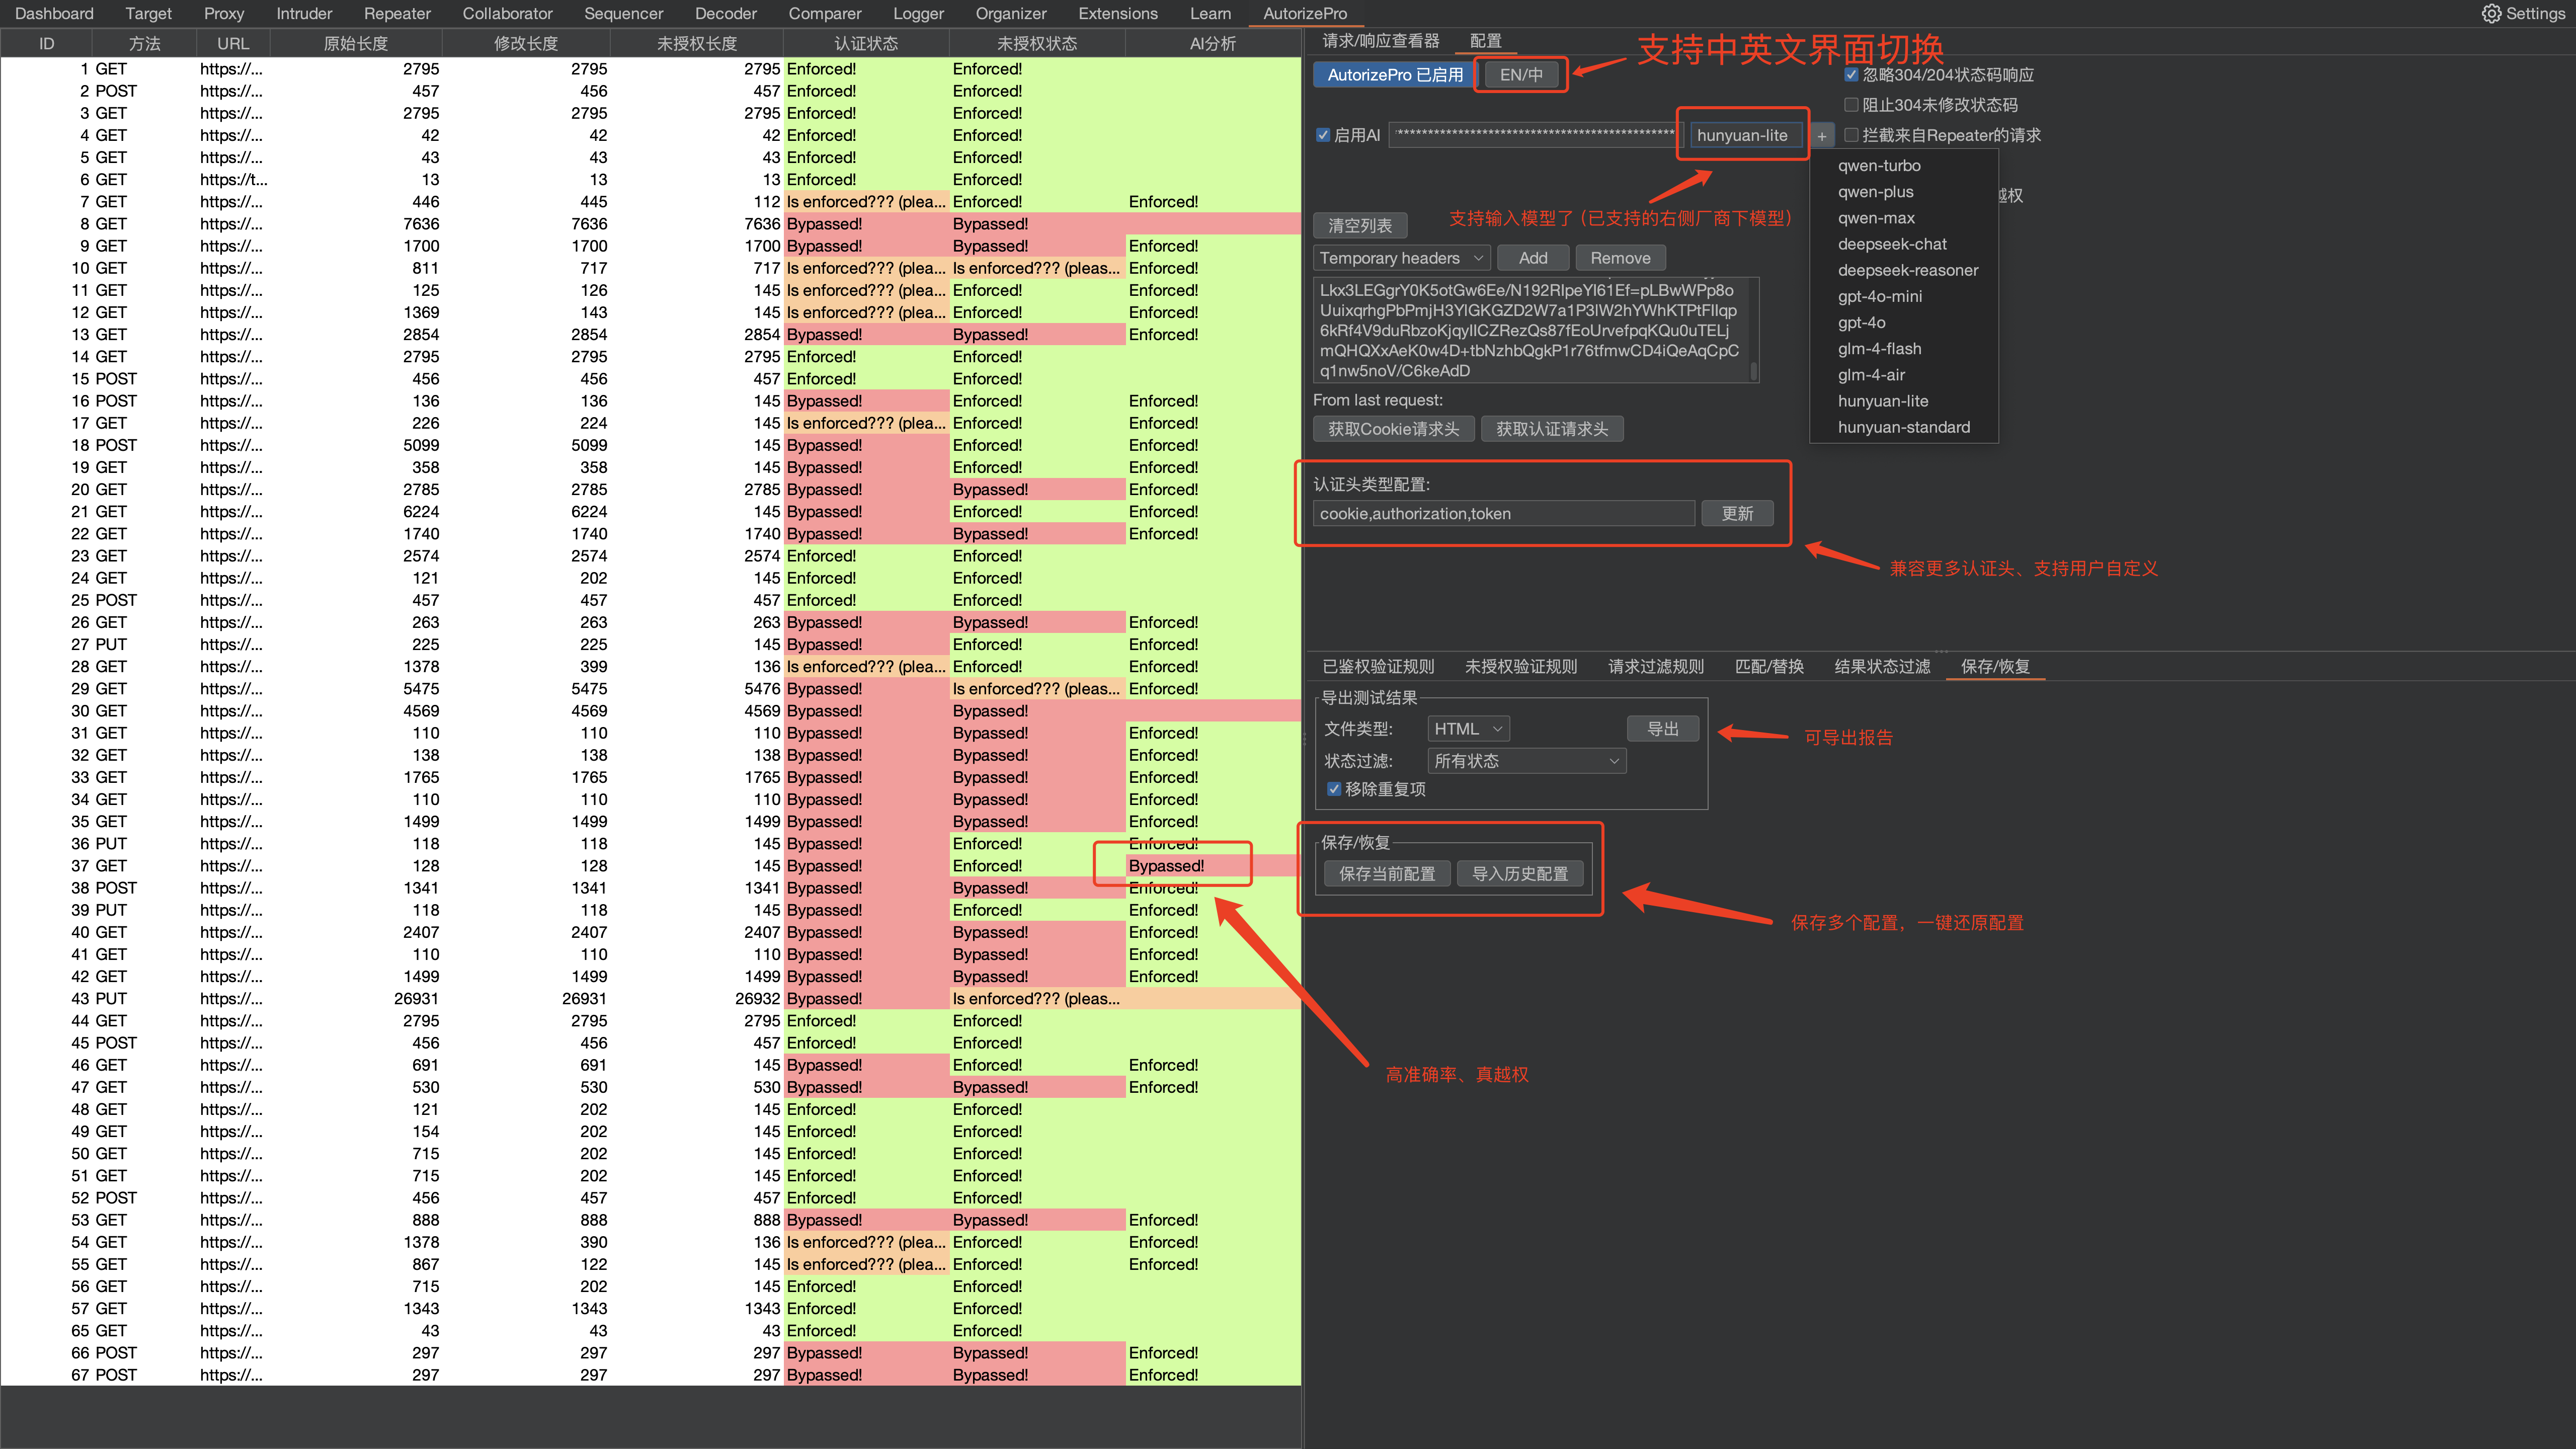 Dashboard Target Proxy Intruder Repeater Collaborator Sequencer Decoder Comparer Logger Organizer Extensions Learn AutorizePro Settings
ID 方法 URL 原始长度 修改长度 未授权长度 认证状态 未授权状态 AI分析
1 GET https://... 2795 2795 2795 Enforced! Enforced!
2 POST https://... 457 456 457 Enforced! Enforced!
3 GET https://... 2795 2795 2795 Enforced! Enforced!
4 GET https://... 42 42 42 Enforced! Enforced!
5 GET https://... 43 43 43 Enforced! Enforced!
6 GET https://t... 13 13 13 Enforced! Enforced!
7 GET https://... 446 445 112 Is enforced??? (plea... Enforced! Enforced!
8 GET https://... 7636 7636 7636 Bypassed! Bypassed!
9 GET https://... 1700 1700 1700 Bypassed! Bypassed! Enforced!
10 GET https://... 811 717 717 Is enforced??? (plea... Is enforced??? (pleas... Enforced!
11 GET https://... 125 126 145 Is enforced??? (plea... Enforced! Enforced!
12 GET https://... 1369 143 145 Is enforced??? (plea... Enforced! Enforced!
13 GET https://... 2854 2854 2854 Bypassed! Bypassed! Enforced!
14 GET https://... 2795 2795 2795 Enforced! Enforced!
15 POST https://... 456 456 457 Enforced! Enforced!
16 POST https://... 136 136 145 Bypassed! Enforced! Enforced!
17 GET https://... 226 224 145 Is enforced??? (plea... Enforced! Enforced!
18 POST https://... 5099 5099 145 Bypassed! Enforced! Enforced!
19 GET https://... 358 358 145 Bypassed! Enforced! Enforced!
20 GET https://... 2785 2785 2785 Bypassed! Bypassed! Enforced!
21 GET https://... 6224 6224 145 Bypassed! Enforced! Enforced!
22 GET https://... 1740 1740 1740 Bypassed! Bypassed! Enforced!
23 GET https://... 2574 2574 2574 Enforced! Enforced!
24 GET https://... 121 202 145 Enforced! Enforced!
25 POST https://... 457 457 457 Enforced! Enforced!
26 GET https://... 263 263 263 Bypassed! Bypassed! Enforced!
27 PUT https://... 225 225 145 Bypassed! Enforced! Enforced!
28 GET https://... 1378 399 136 Is enforced??? (plea... Enforced! Enforced!
29 GET https://... 5475 5475 5476 Bypassed! Is enforced??? (pleas... Enforced!
30 GET https://... 4569 4569 4569 Bypassed! Bypassed!
31 GET https://... 110 110 110 Bypassed! Bypassed! Enforced!
32 GET https://... 138 138 138 Bypassed! Bypassed! Enforced!
33 GET https://... 1765 1765 1765 Bypassed! Bypassed! Enforced!
34 GET https://... 110 110 110 Bypassed! Bypassed! Enforced!
35 GET https://... 1499 1499 1499 Bypassed! Bypassed! Enforced!
36 PUT https://... 118 118 145 Bypassed! Enforced! Enforced!
37 GET https://... 128 128 145 Bypassed! Enforced! Bypassed!
38 POST https://... 1341 1341 1341 Bypassed! Bypassed! Enforced!
39 PUT https://... 118 118 145 Bypassed! Enforced! Enforced!
40 GET https://... 2407 2407 2407 Bypassed! Bypassed! Enforced!
41 GET https://... 110 110 110 Bypassed! Bypassed! Enforced!
42 GET https://... 1499 1499 1499 Bypassed! Bypassed! Enforced!
43 PUT https://... 26931 26931 26932 Bypassed! Is enforced??? (pleas...
44 GET https://... 2795 2795 2795 Enforced! Enforced!
45 POST https://... 456 456 457 Enforced! Enforced!
46 GET https://... 691 691 145 Bypassed! Enforced! Enforced!
47 GET https://... 530 530 530 Bypassed! Bypassed! Enforced!
48 GET https://... 121 202 145 Enforced! Enforced!
49 GET https://... 154 202 145 Enforced! Enforced!
50 GET https://... 715 202 145 Enforced! Enforced!
51 GET https://... 715 202 145 Enforced! Enforced!
52 POST https://... 456 457 457 Enforced! Enforced!
53 GET https://... 888 888 888 Bypassed! Bypassed! Enforced!
54 GET https://... 1378 390 136 Is enforced??? (plea... Enforced! Enforced!
55 GET https://... 867 122 145 Is enforced??? (plea... Enforced! Enforced!
56 GET https://... 715 202 145 Enforced! Enforced!
57 GET https://... 1343 1343 1343 Enforced! Enforced!
65 GET https://... 43 43 43 Enforced! Enforced!
66 POST https://... 297 297 297 Bypassed! Bypassed! Enforced!
67 POST https://... 297 297 297 Bypassed! Bypassed! Enforced!
请求/响应查看器 配置
支持中英文界面切换
AutorizePro 已启用 EN/中
忽略304/204状态码响应
阻止304未修改状态码
启用AI ************************************************ hunyuan-lite + 拦截来自Repeater的请求
qwen-turbo
qwen-plus
越权
qwen-max
deepseek-chat
deepseek-reasoner
gpt-4o-mini
gpt-4o
glm-4-flash
glm-4-air
hunyuan-lite
hunyuan-standard
支持输入模型了（已支持的右侧厂商下模型）
清空列表
Temporary headers Add Remove
Lkx3LEGgrY0K5otGw6Ee/N192RlpeYl61Ef=pLBwWPp8o
UuixqrhgPbPmjH3YlGKGZD2W7a1P3lW2hYWhKTPtFIlqp
6kRf4V9duRbzoKjqyIlCZRezQs87fEoUrvefpqKQu0uTELj
mQHQXxAeK0w4D+tbNzhbQgkP1r76tfmwCD4iQeAqCpC
q1nw5noV/C6keAdD
From last request:
获取Cookie请求头 获取认证请求头
认证头类型配置:
cookie,authorization,token 更新
兼容更多认证头、支持用户自定义
已鉴权验证规则 未授权验证规则 请求过滤规则 匹配/替换 结果状态过滤 保存/恢复
导出测试结果
文件类型: HTML 导出
可导出报告
状态过滤: 所有状态
移除重复项
保存/恢复
保存当前配置 导入历史配置
保存多个配置，一键还原配置
高准确率、真越权